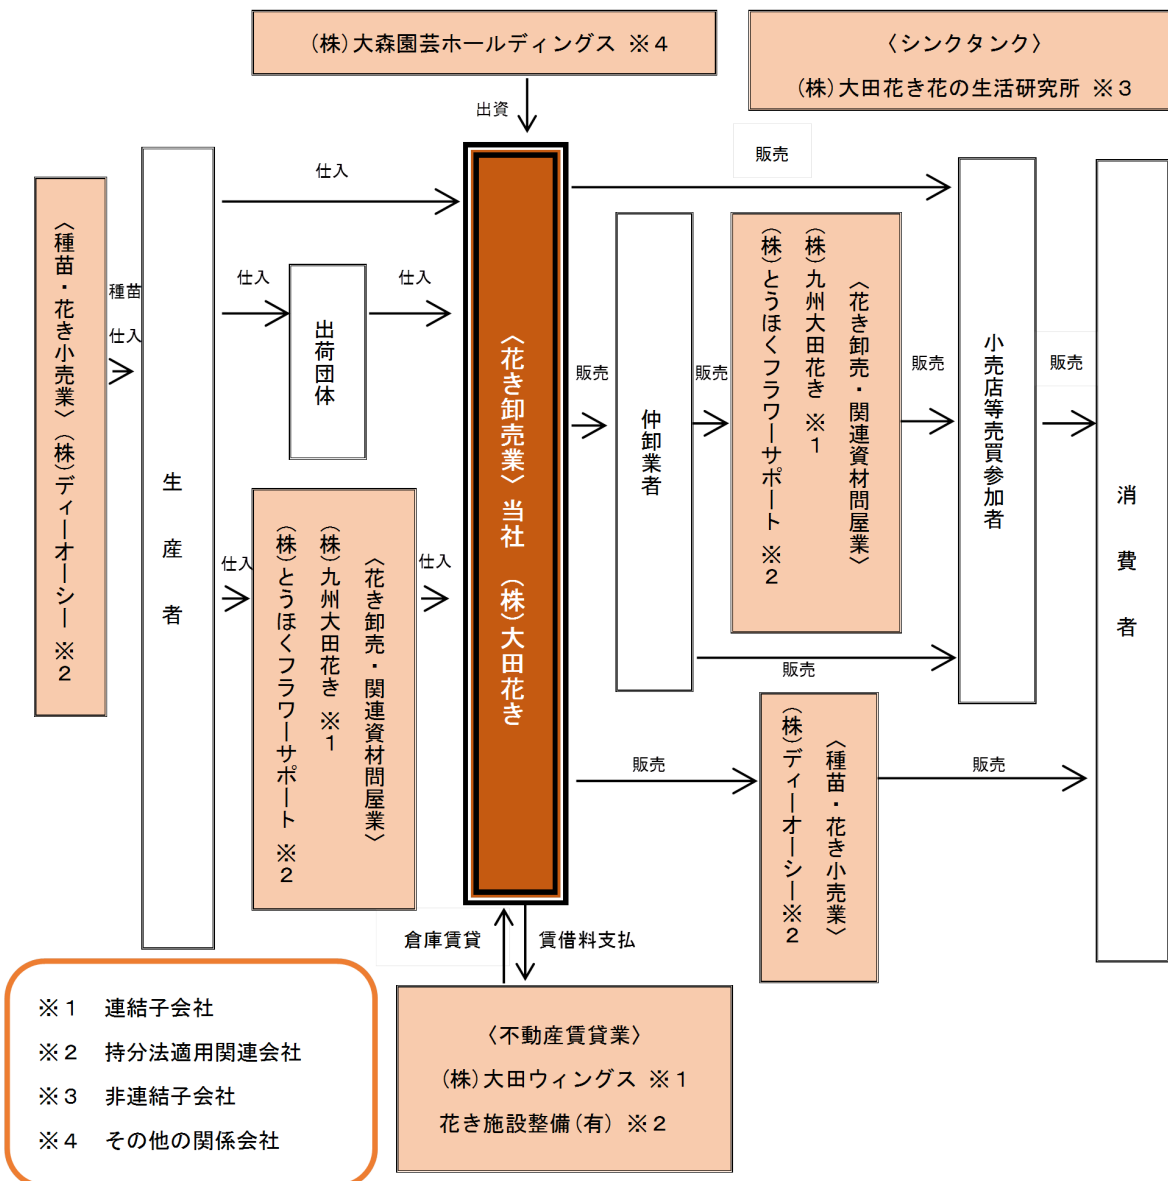 (株)大森園芸ホールディングス ※４
〈シンクタンク〉
(株)大田花き花の生活研究所 ※３
出資
販売
仕入
〈種苗・花き小売業〉(株)ディーオーシー ※２
種苗
仕入
生産者
仕入
出荷団体
仕入
仕入
〈花き卸売・関連資材問屋業〉
(株)九州大田花き ※１
(株)とうほくフラワーサポート ※２
仕入
〈花き卸売業〉当社 (株)大田花き
販売
仲卸業者
販売
〈花き卸売・関連資材問屋業〉
(株)九州大田花き ※１
(株)とうほくフラワーサポート ※２
販売
小売店等売買参加者
販売
消費者
販売
販売
〈種苗・花き小売業〉
(株)ディーオーシー※２
販売
倉庫賃貸
賃借料支払
〈不動産賃貸業〉
(株)大田ウィングス ※１
花き施設整備(有) ※２
※１ 連結子会社
※２ 持分法適用関連会社
※３ 非連結子会社
※４ その他の関係会社